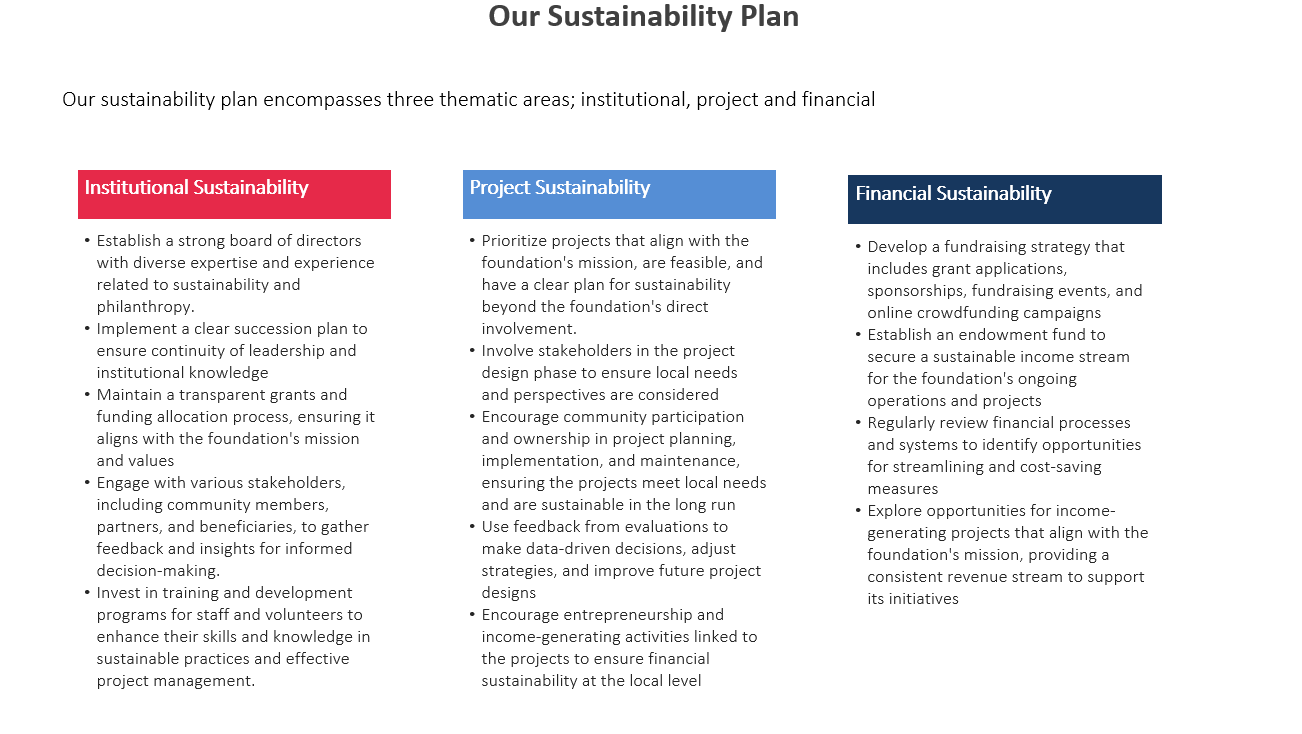 Our Sustainability Plan
Our sustainability plan encompasses three thematic areas; institutional, project and financial
Institutional Sustainability
• Establish a strong board of directors
with diverse expertise and experience
related to sustainability and
philanthropy.
• Implement a clear succession plan to
ensure continuity of leadership and
institutional knowledge
• Maintain a transparent grants and
funding allocation process, ensuring it
aligns with the foundation's mission
and values
• Engage with various stakeholders,
including community members,
partners, and beneficiaries, to gather
feedback and insights for informed
decision-making.
• Invest in training and development
programs for staff and volunteers to
enhance their skills and knowledge in
sustainable practices and effective
project management.
Project Sustainability
• Prioritize projects that align with the
foundation's mission, are feasible, and
have a clear plan for sustainability
beyond the foundation's direct
involvement.
• Involve stakeholders in the project
design phase to ensure local needs
and perspectives are considered
• Encourage community participation
and ownership in project planning,
implementation, and maintenance,
ensuring the projects meet local needs
and are sustainable in the long run
• Use feedback from evaluations to
make data-driven decisions, adjust
strategies, and improve future project
designs
• Encourage entrepreneurship and
income-generating activities linked to
the projects to ensure financial
sustainability at the local level
Financial Sustainability
• Develop a fundraising strategy that
includes grant applications,
sponsorships, fundraising events, and
online crowdfunding campaigns
• Establish an endowment fund to
secure a sustainable income stream
for the foundation's ongoing
operations and projects
• Regularly review financial processes
and systems to identify opportunities
for streamlining and cost-saving
measures
• Explore opportunities for income-
generating projects that align with the
foundation's mission, providing a
consistent revenue stream to support
its initiatives